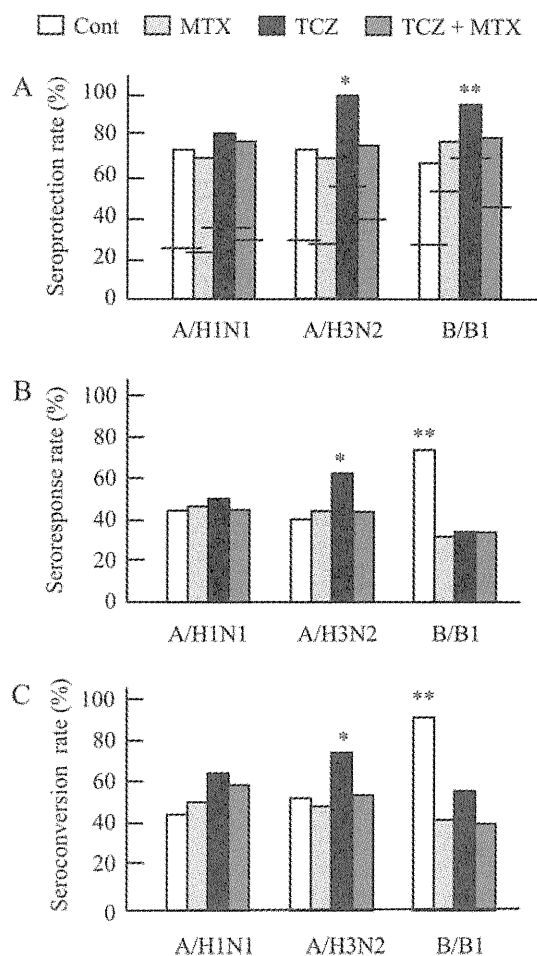 Cont MTX TCZ TCZ + MTX
A
Seroprotection rate (%)
100
80
60
40
20
0
* **
A/H1N1 A/H3N2 B/B1
B
Seroresponse rate (%)
100
80
60
40
20
0
* **
A/H1N1 A/H3N2 B/B1
C
Seroconversion rate (%)
100
80
60
40
20
0
* **
A/H1N1 A/H3N2 B/B1